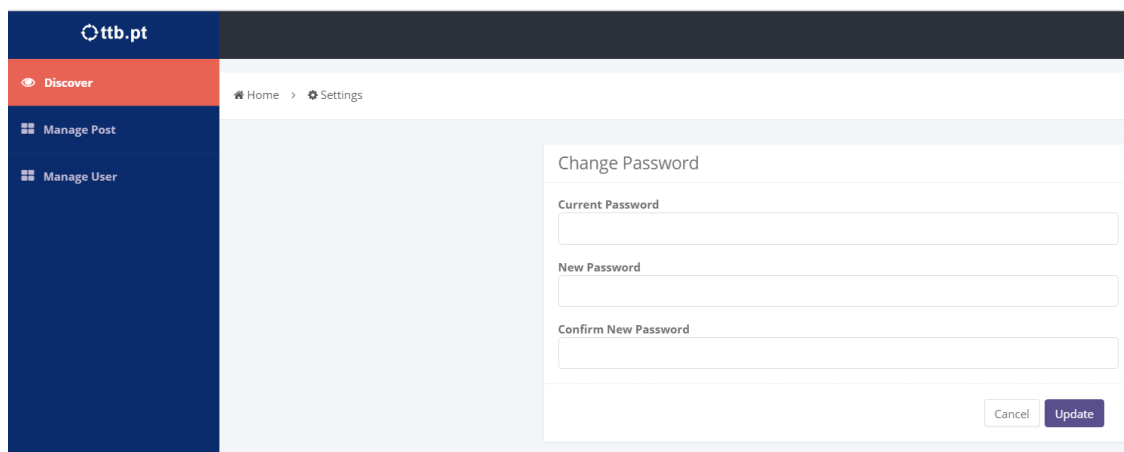 ttb.pt
Discover
Manage Post
Manage User
Home > Settings
Change Password
Current Password
New Password
Confirm New Password
Cancel Update